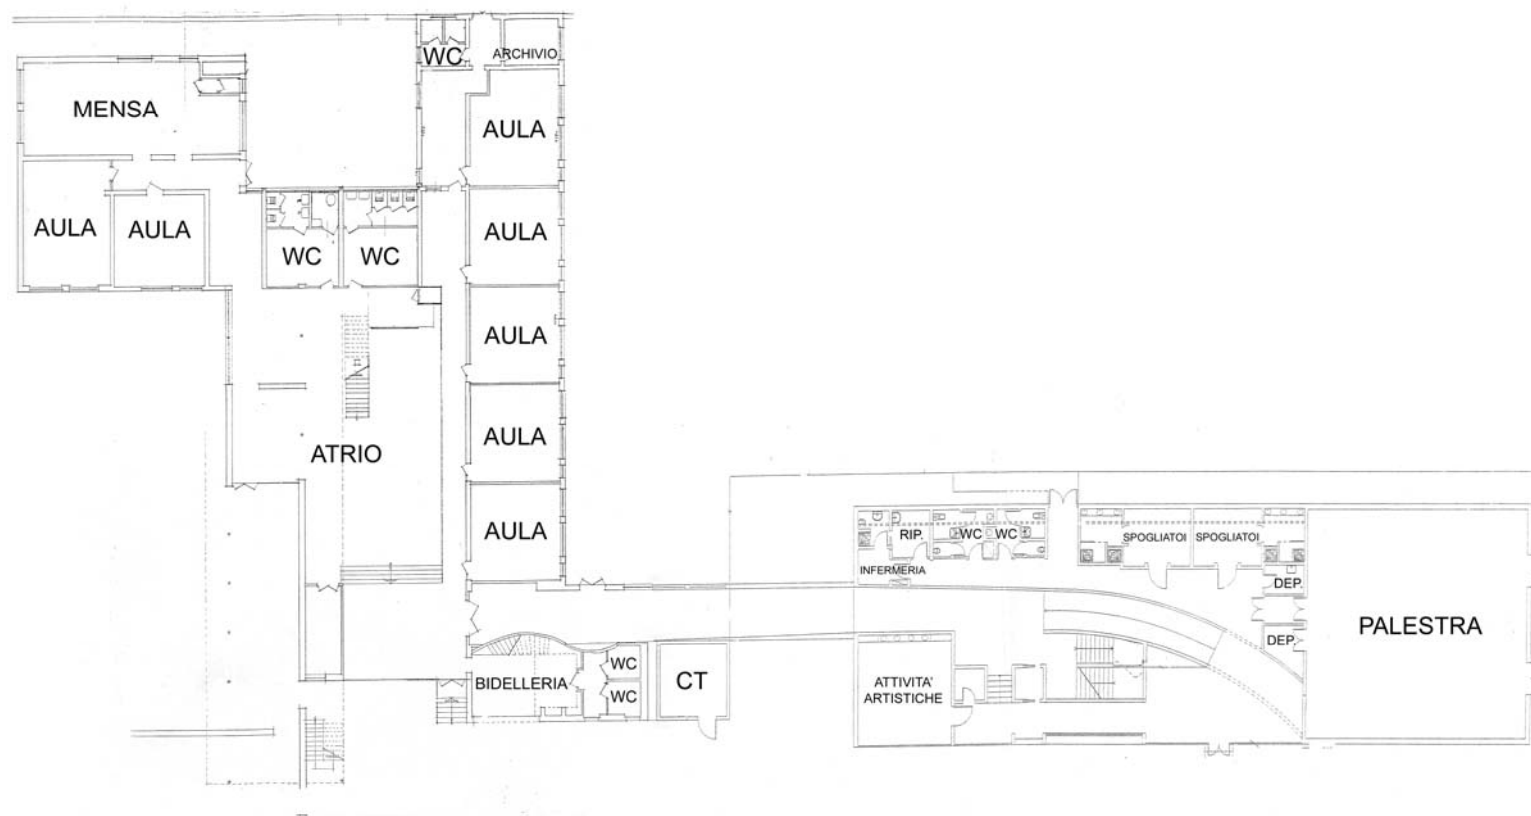 WC
ARCHIVIO
MENSA
AULA
AULA
AULA
AULA
WC
WC
AULA
AULA
ATRIO
AULA
RIP.
WC
WC
SPOGLIATOI
SPOGLIATOI
INFERMERIA
DEP.
PALESTRA
DEP.
WC
BIDELLERIA
WC
CT
ATTIVITA'
ARTISTICHE
AULA